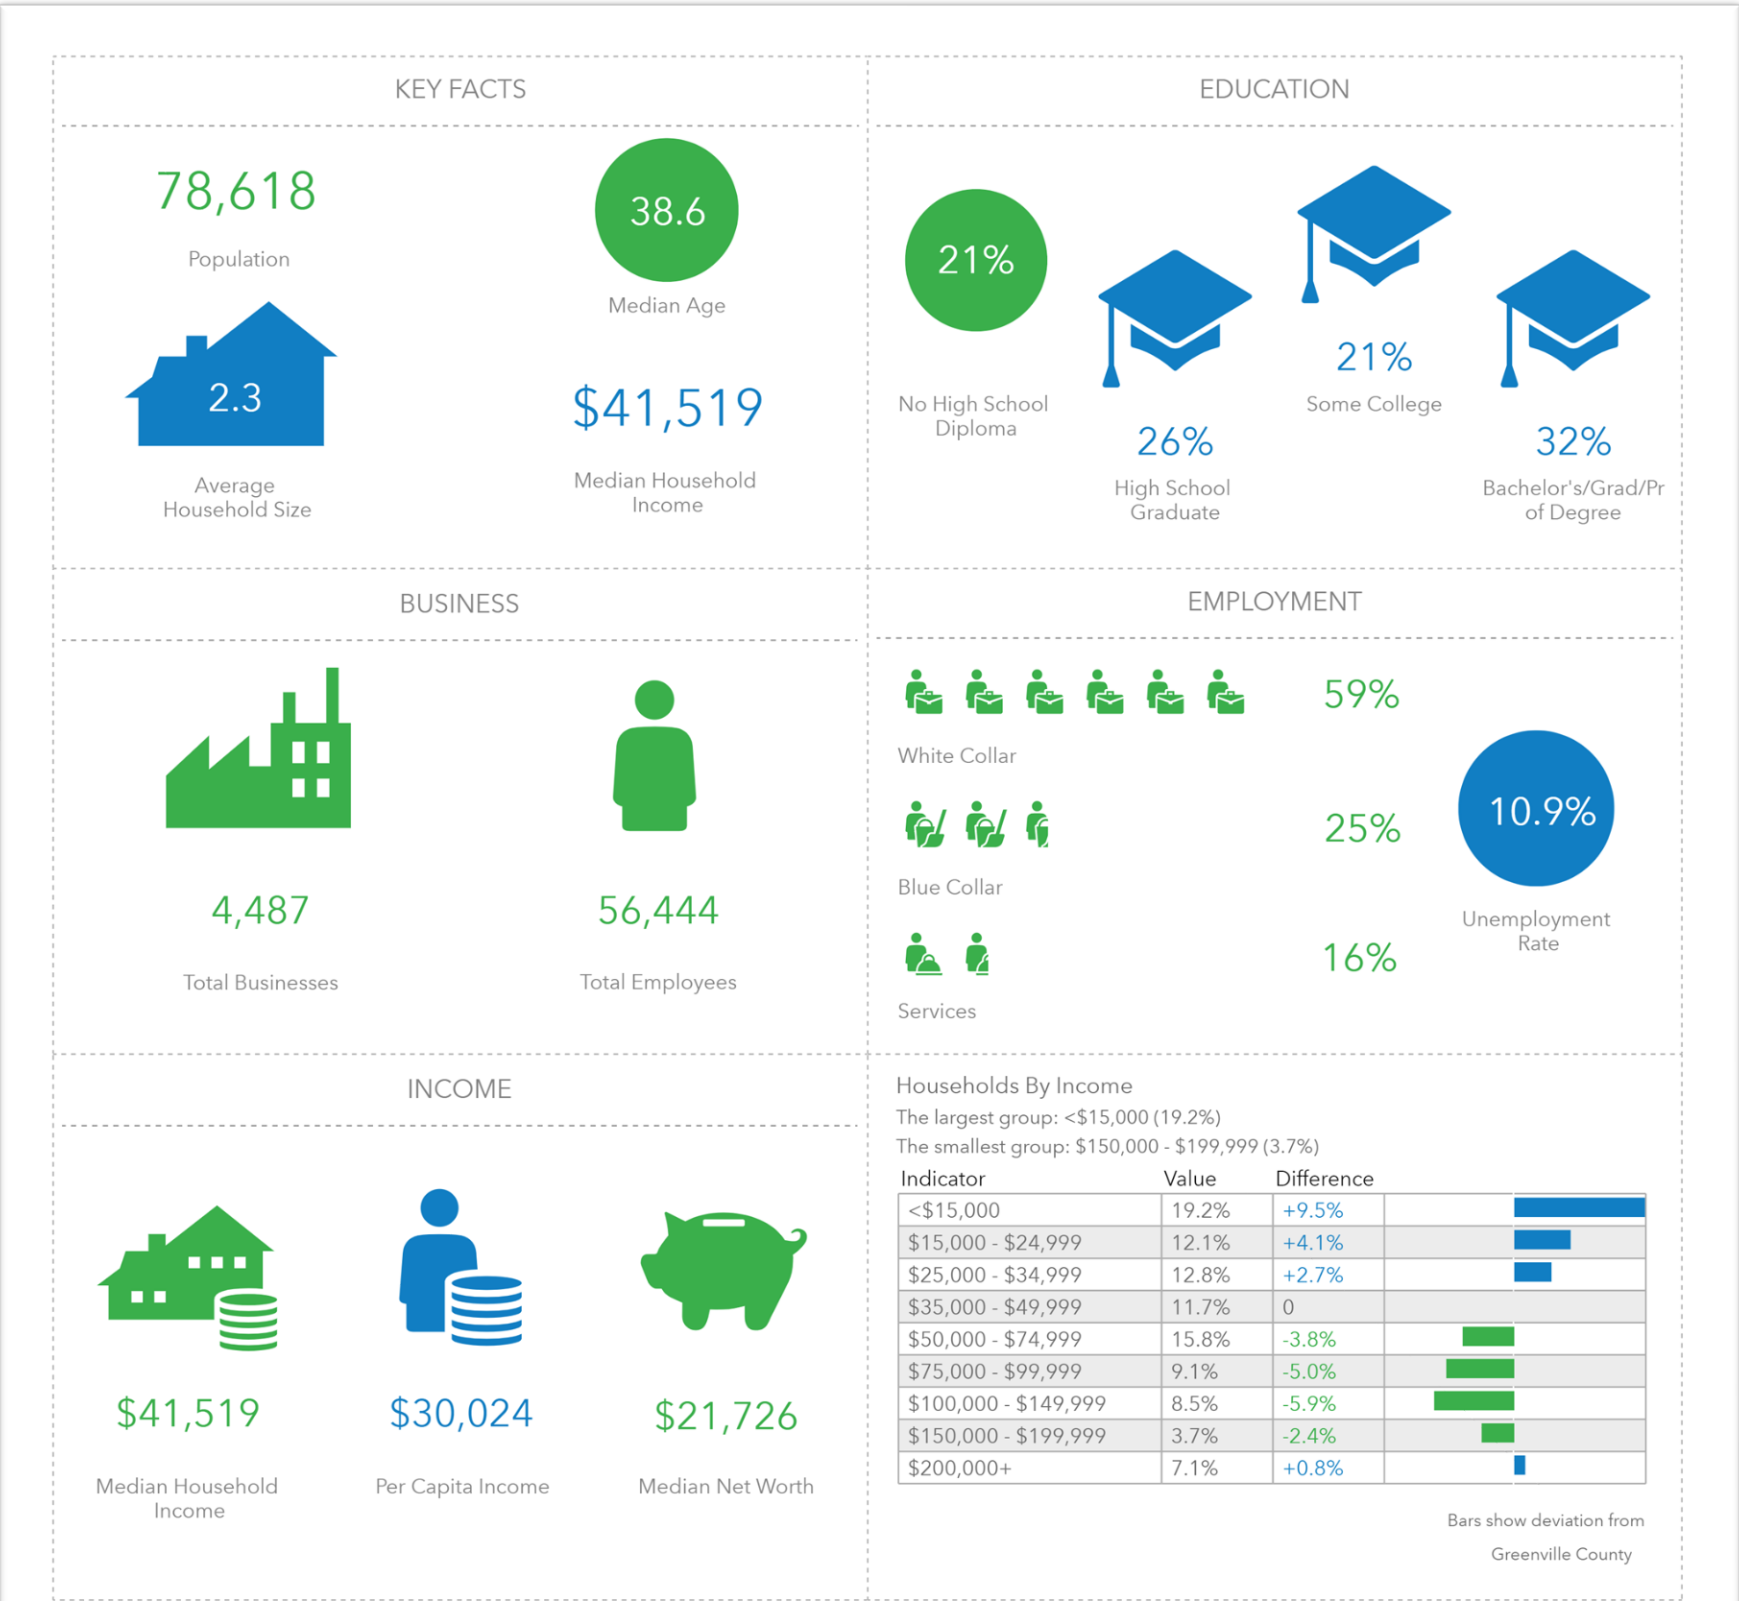 KEY FACTS
78,618
Population
38.6
Median Age
2.3
Average
Household Size
$41,519
Median Household
Income
EDUCATION
21%
No High School
Diploma
26%
High School
Graduate
21%
Some College
32%
Bachelor's/Grad/Pr
of Degree
BUSINESS
4,487
Total Businesses
56,444
Total Employees
EMPLOYMENT
59%
White Collar
25%
Blue Collar
16%
Services
10.9%
Unemployment
Rate
INCOME
$41,519
Median Household
Income
$30,024
Per Capita Income
$21,726
Median Net Worth
Households By Income
The largest group: <$15,000 (19.2%)
The smallest group: $150,000 - $199,999 (3.7%)
Indicator Value Difference
<$15,000 19.2% +9.5%
$15,000 - $24,999 12.1% +4.1%
$25,000 - $34,999 12.8% +2.7%
$35,000 - $49,999 11.7% 0
$50,000 - $74,999 15.8% -3.8%
$75,000 - $99,999 9.1% -5.0%
$100,000 - $149,999 8.5% -5.9%
$150,000 - $199,999 3.7% -2.4%
$200,000+ 7.1% +0.8%
Bars show deviation from
Greenville County